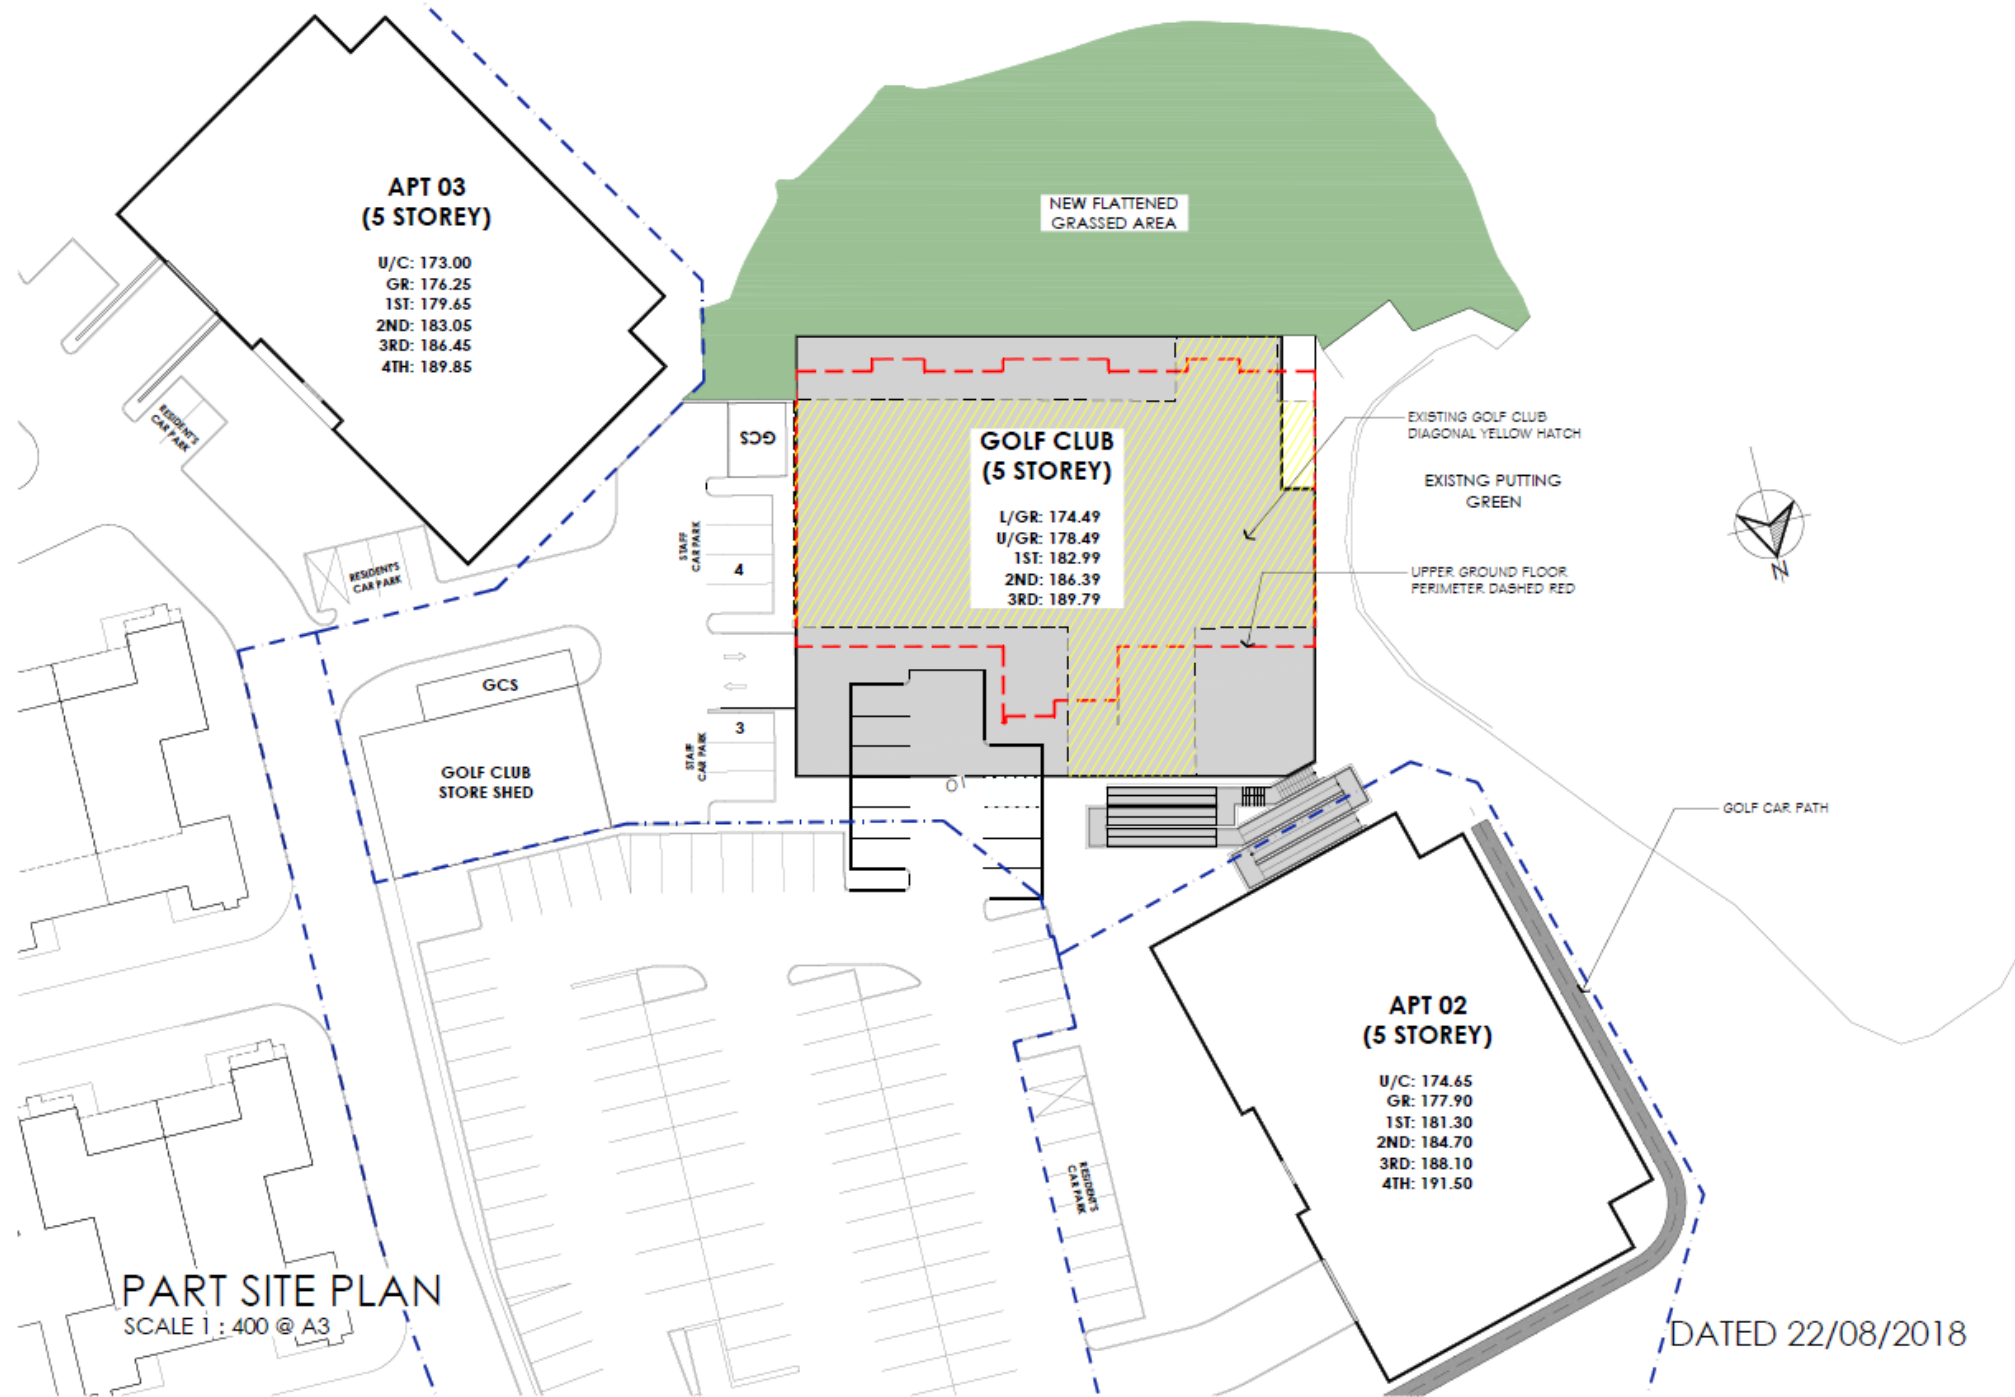 APT 03
(5 STOREY)
U/C: 173.00
GR: 176.25
1ST: 179.65
2ND: 183.05
3RD: 186.45
4TH: 189.85
RESIDENT'S
CAR PARK
RESIDENT'S
CAR PARK
NEW FLATTENED
GRASSED AREA
GCS
GOLF CLUB
(5 STOREY)
L/GR: 174.49
U/GR: 178.49
1ST: 182.99
2ND: 186.39
3RD: 189.79
EXISTING GOLF CLUB
DIAGONAL YELLOW HATCH
EXISTNG PUTTING
GREEN
UPPER GROUND FLOOR
PERIMETER DASHED RED
N
STAFF
CAR PARK
4
GCS
GOLF CLUB
STORE SHED
STAFF
CAR PARK
3
10
GOLF CAR PATH
APT 02
(5 STOREY)
U/C: 174.65
GR: 177.90
1ST: 181.30
2ND: 184.70
3RD: 188.10
4TH: 191.50
RESIDENT'S
CAR PARK
PART SITE PLAN
SCALE 1 : 400 @ A3
DATED 22/08/2018